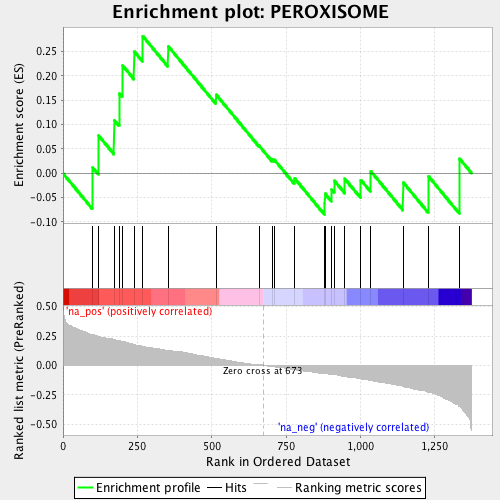 Enrichment plot: PEROXISOME
Enrichment score (ES)
0.25
0.20
0.15
0.10
0.05
0.00
-0.05
-0.10
Ranked list metric (PreRanked)
0.50
0.25
0.00
-0.25
-0.50
'na_pos' (positively correlated)
Zero cross at 673
'na_neg' (negatively correlated)
0
250
500
750
1,000
1,250
Rank in Ordered Dataset
Enrichment profile
Hits
Ranking metric scores